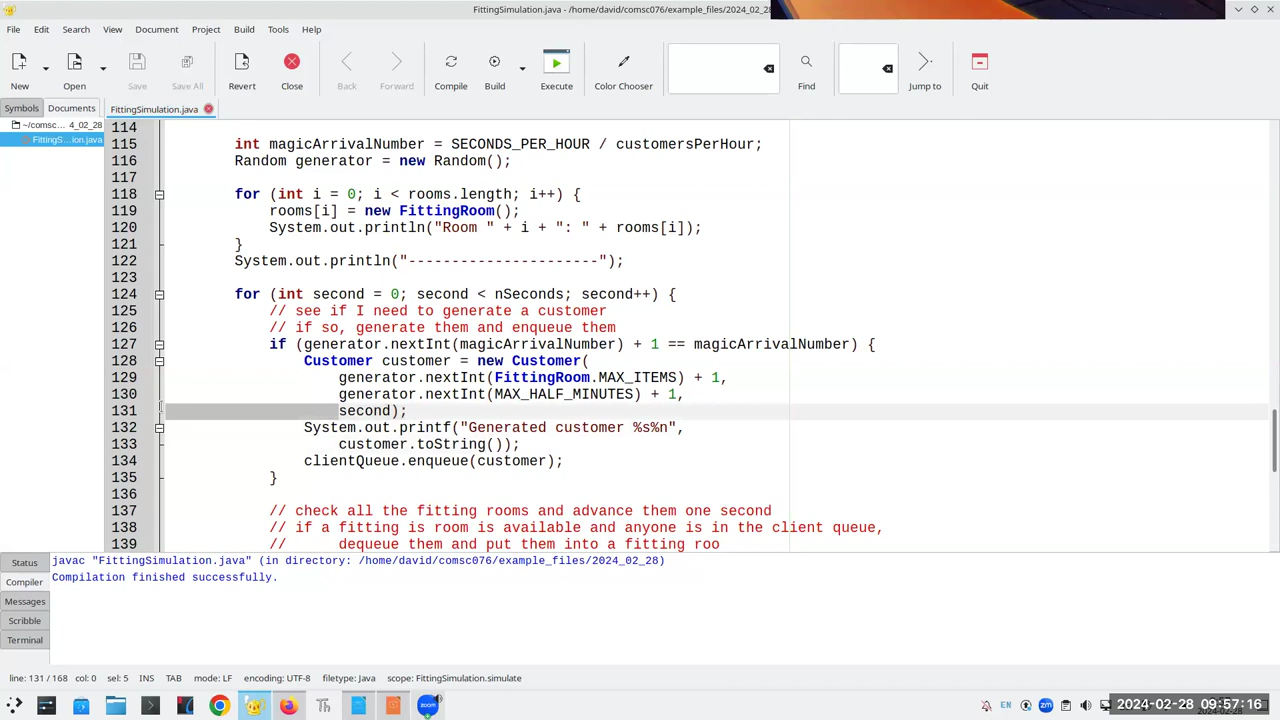 FittingSimulation.java - /home/david/comsc076/example_files/2024_02_28
File Edit Search View Document Project Build Tools Help
New Open Save Save All Revert Close Back Forward Compile Build Execute Color Chooser Find Jump to Quit
Symbols Documents FittingSimulation.java
~/comsc... 4_02_28
FittingS...ion.java
114
115 int magicArrivalNumber = SECONDS_PER_HOUR / customersPerHour;
116 Random generator = new Random();
117
118 for (int i = 0; i < rooms.length; i++) {
119 rooms[i] = new FittingRoom();
120 System.out.println("Room " + i + ": " + rooms[i]);
121 }
122 System.out.println("----------------------");
123
124 for (int second = 0; second < nSeconds; second++) {
125 // see if I need to generate a customer
126 // if so, generate them and enqueue them
127 if (generator.nextInt(magicArrivalNumber) + 1 == magicArrivalNumber) {
128 Customer customer = new Customer(
129 generator.nextInt(FittingRoom.MAX_ITEMS) + 1,
130 generator.nextInt(MAX_HALF_MINUTES) + 1,
131 second);
132 System.out.printf("Generated customer %s%n",
133 customer.toString());
134 clientQueue.enqueue(customer);
135 }
136
137 // check all the fitting rooms and advance them one second
138 // if a fitting is room is available and anyone is in the client queue,
139 // dequeue them and put them into a fitting roo
Status javac "FittingSimulation.java" (in directory: /home/david/comsc076/example_files/2024_02_28)
Compiler Compilation finished successfully.
Messages
Scribble
Terminal
line: 131 / 168 col: 0 sel: 5 INS TAB mode: LF encoding: UTF-8 filetype: Java scope: FittingSimulation.simulate
Th zoom EN zm 2024-02-28 09:57:16